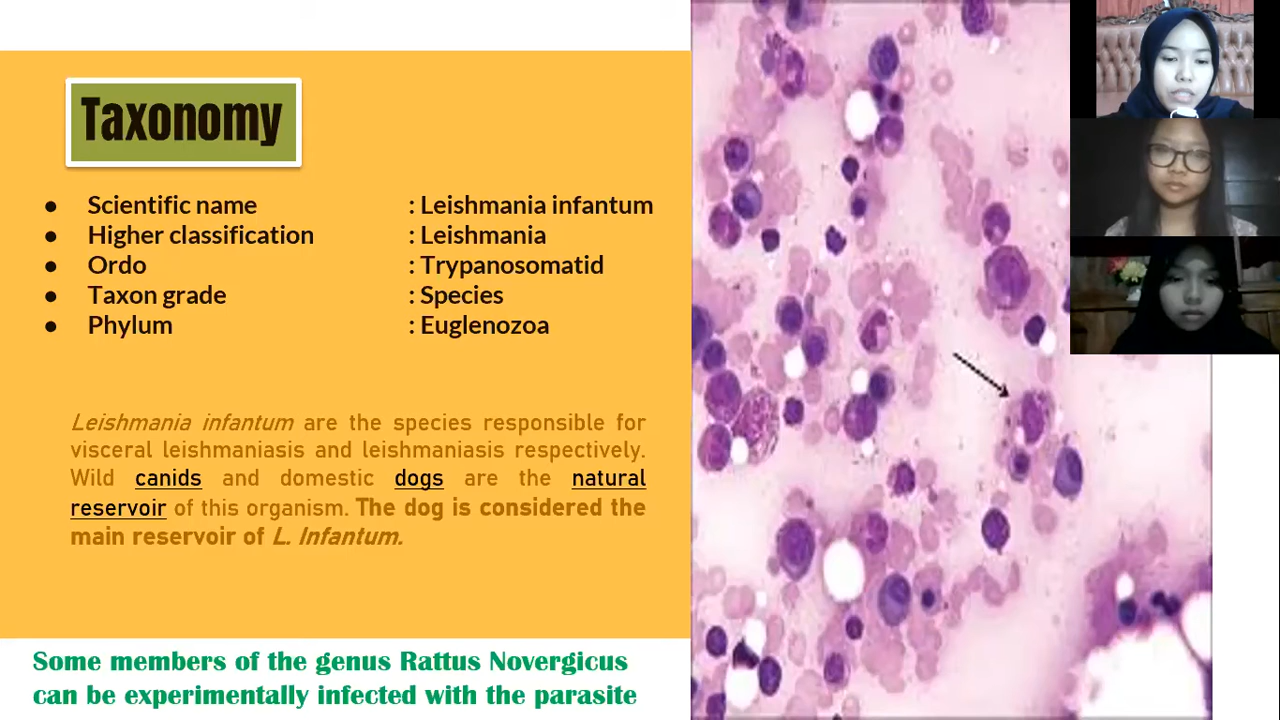 Taxonomy
● Scientific name : Leishmania infantum
● Higher classification : Leishmania
● Ordo : Trypanosomatid
● Taxon grade : Species
● Phylum : Euglenozoa
Leishmania infantum are the species responsible for
visceral leishmaniasis and leishmaniasis respectively.
Wild canids and domestic dogs are the natural
reservoir of this organism. The dog is considered the
main reservoir of L. Infantum.
Some members of the genus Rattus Novergicus
can be experimentally infected with the parasite